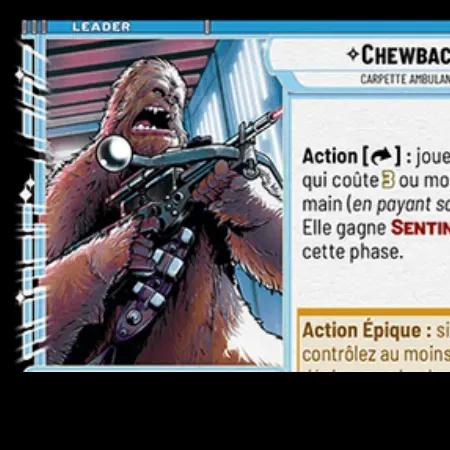 LEADER
CHEWBAC
CARPETTE AMBULAN
Action [ ] : joue
qui coûte 3 ou mo
main (en payant so
Elle gagne SENTIN
cette phase.
Action Épique : si
contrôlez au moins